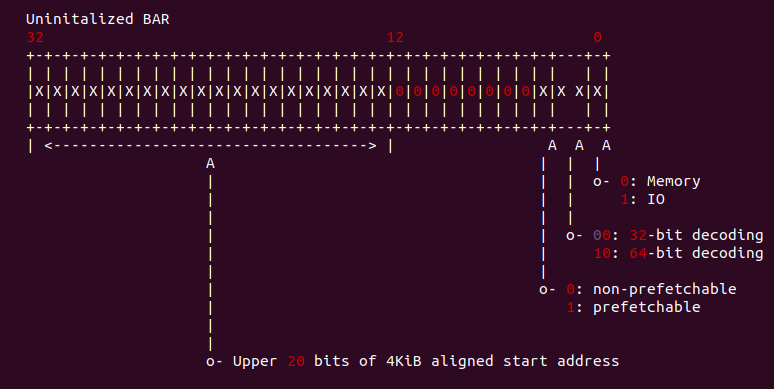 Uninitalized BAR
32                                      12                     0
+-+-+-+-+-+-+-+-+-+-+-+-+-+-+-+-+-+-+-+-+-+-+-+-+-+-+-+-+-+---+-+
| | | | | | | | | | | | | | | | | | | | | | | | | | | | | |   | |
|X|X|X|X|X|X|X|X|X|X|X|X|X|X|X|X|X|X|X|X|0|0|0|0|0|0|0|0|X|X X|X|
| | | | | | | | | | | | | | | | | | | | | | | | | | | | | |   | |
+-+-+-+-+-+-+-+-+-+-+-+-+-+-+-+-+-+-+-+-+-+-+-+-+-+-+-+-+-+---+-+
| <-----------------------------------> |                 A  A  A
                    A                                    |  |  |
                    |                                    |  |  o- 0: Memory
                    |                                    |  |     1: IO
                    |                                    |  |
                    |                                    |  o- 00: 32-bit decoding
                    |                                    |     10: 64-bit decoding
                    |                                    |
                    |                                    o- 0: non-prefetchable
                    |                                       1: prefetchable
                    |
                    |
                    o- Upper 20 bits of 4KiB aligned start address